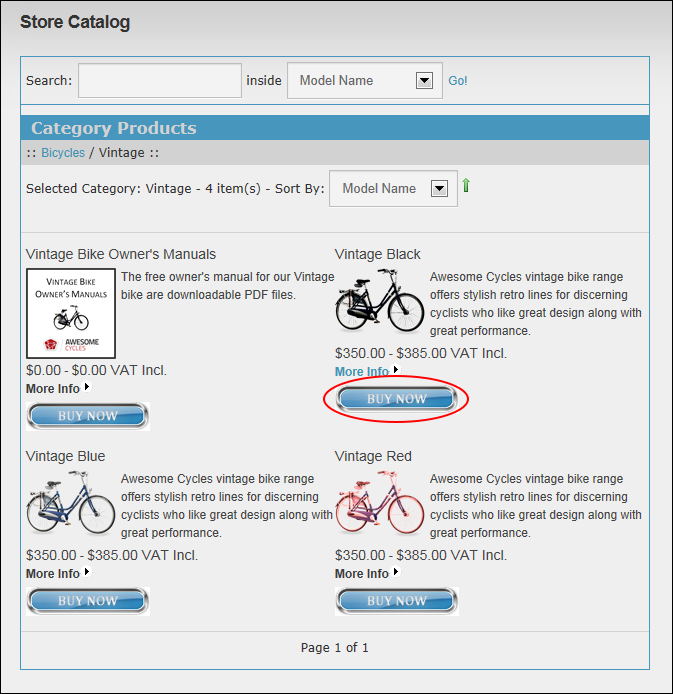 Store Catalog
Search: inside Model Name Go!
Category Products
:: Bicycles / Vintage ::
Selected Category: Vintage - 4 item(s) - Sort By: Model Name
Vintage Bike Owner's Manuals
VINTAGE BIKE
OWNER'S MANUALS
AWESOME
CYCLES
The free owner's manual for our Vintage
bike are downloadable PDF files.
$0.00 - $0.00 VAT Incl.
More Info
BUY NOW
Vintage Black
Awesome Cycles vintage bike range
offers stylish retro lines for discerning
cyclists who like great design along with
great performance.
$350.00 - $385.00 VAT Incl.
More Info
BUY NOW
Vintage Blue
Awesome Cycles vintage bike range
offers stylish retro lines for discerning
cyclists who like great design along with
great performance.
$350.00 - $385.00 VAT Incl.
More Info
BUY NOW
Vintage Red
Awesome Cycles vintage bike range
offers stylish retro lines for discerning
cyclists who like great design along with
great performance.
$350.00 - $385.00 VAT Incl.
More Info
BUY NOW
Page 1 of 1